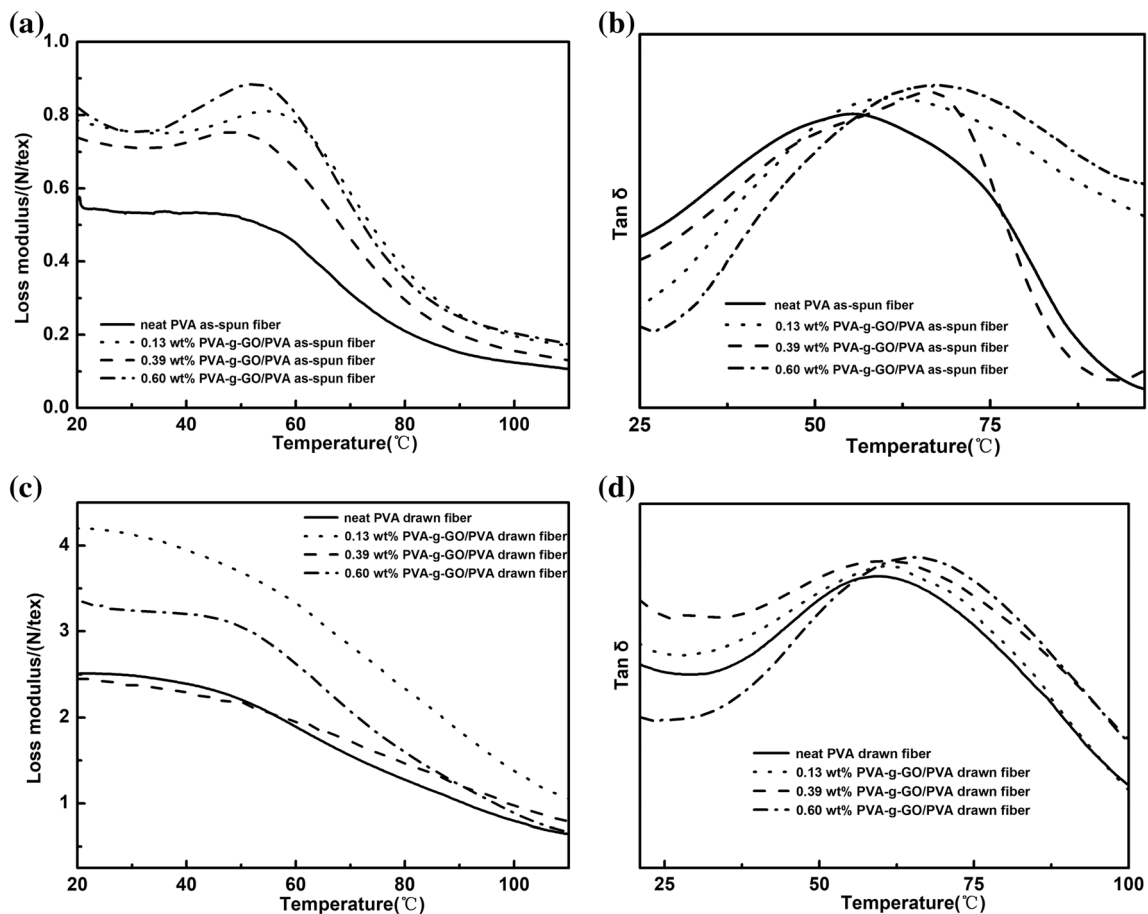 (a)
1.0
0.8
0.6
0.4
0.2
0.0
Loss modulus/(N/tex)
neat PVA as-spun fiber
0.13 wt% PVA-g-GO/PVA as-spun fiber
0.39 wt% PVA-g-GO/PVA as-spun fiber
0.60 wt% PVA-g-GO/PVA as-spun fiber
20 40 60 80 100
Temperature(℃)
(b)
Tan δ
neat PVA as-spun fiber
0.13 wt% PVA-g-GO/PVA as-spun fiber
0.39 wt% PVA-g-GO/PVA as-spun fiber
0.60 wt% PVA-g-GO/PVA as-spun fiber
25 50 75
Temperature(℃)
(c)
4
3
2
1
Loss modulus/(N/tex)
neat PVA drawn fiber
0.13 wt% PVA-g-GO/PVA drawn fiber
0.39 wt% PVA-g-GO/PVA drawn fiber
0.60 wt% PVA-g-GO/PVA drawn fiber
20 40 60 80 100
Temperature(℃)
(d)
Tan δ
neat PVA drawn fiber
0.13 wt% PVA-g-GO/PVA drawn fiber
0.39 wt% PVA-g-GO/PVA drawn fiber
0.60 wt% PVA-g-GO/PVA drawn fiber
25 50 75 100
Temperature(℃)